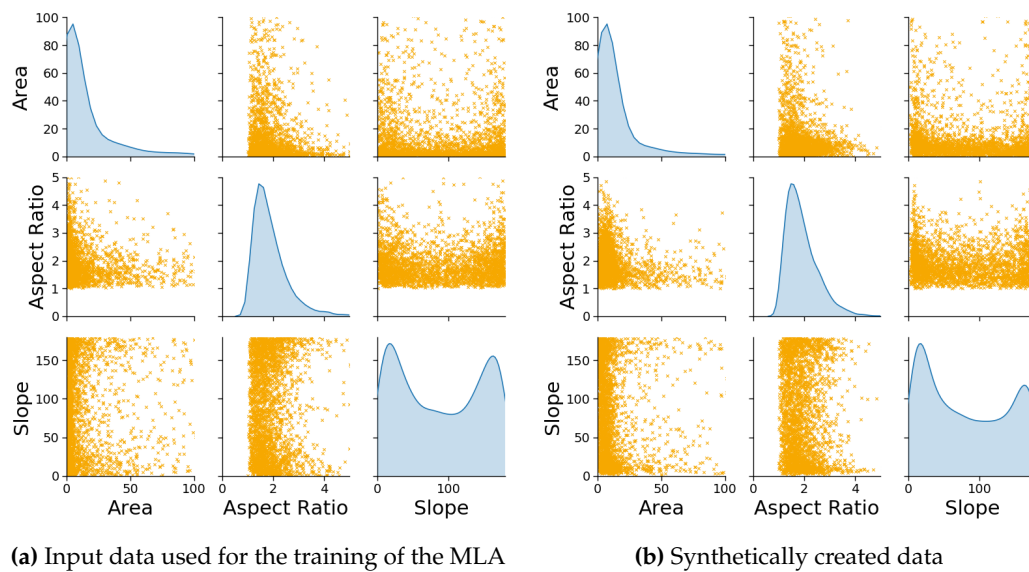 100
80
60
40
20
0
Area
100
80
60
40
20
0
Area
5
4
3
2
1
0
Aspect Ratio
5
4
3
2
1
0
Aspect Ratio
150
100
50
0
Slope
150
100
50
0
Slope
0 50 100 2 4 100
0 50 100 2 4 100
Area Aspect Ratio Slope
Area Aspect Ratio Slope
(a) Input data used for the training of the MLA
(b) Synthetically created data